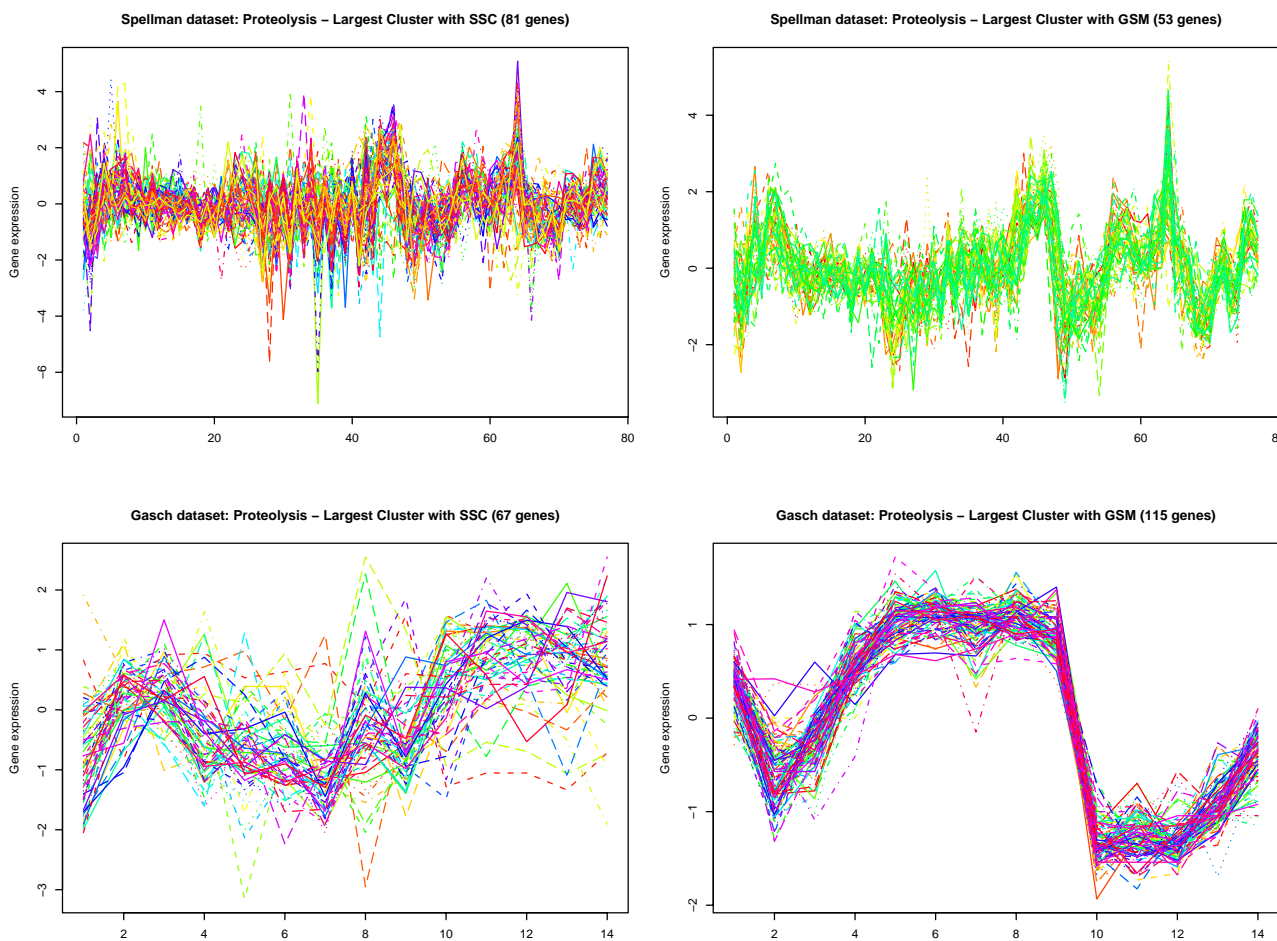 Spellman dataset: Proteolysis – Largest Cluster with SSC (81 genes)
Gene expression
4
2
0
−2
−4
−6
0 20 40 60 80
Spellman dataset: Proteolysis – Largest Cluster with GSM (53 genes)
Gene expression
4
2
0
−2
0 20 40 60 80
Gasch dataset: Proteolysis – Largest Cluster with SSC (67 genes)
Gene expression
2
1
0
−1
−2
−3
2 4 6 8 10 12 14
Gasch dataset: Proteolysis – Largest Cluster with GSM (115 genes)
Gene expression
1
0
−1
−2
2 4 6 8 10 12 14